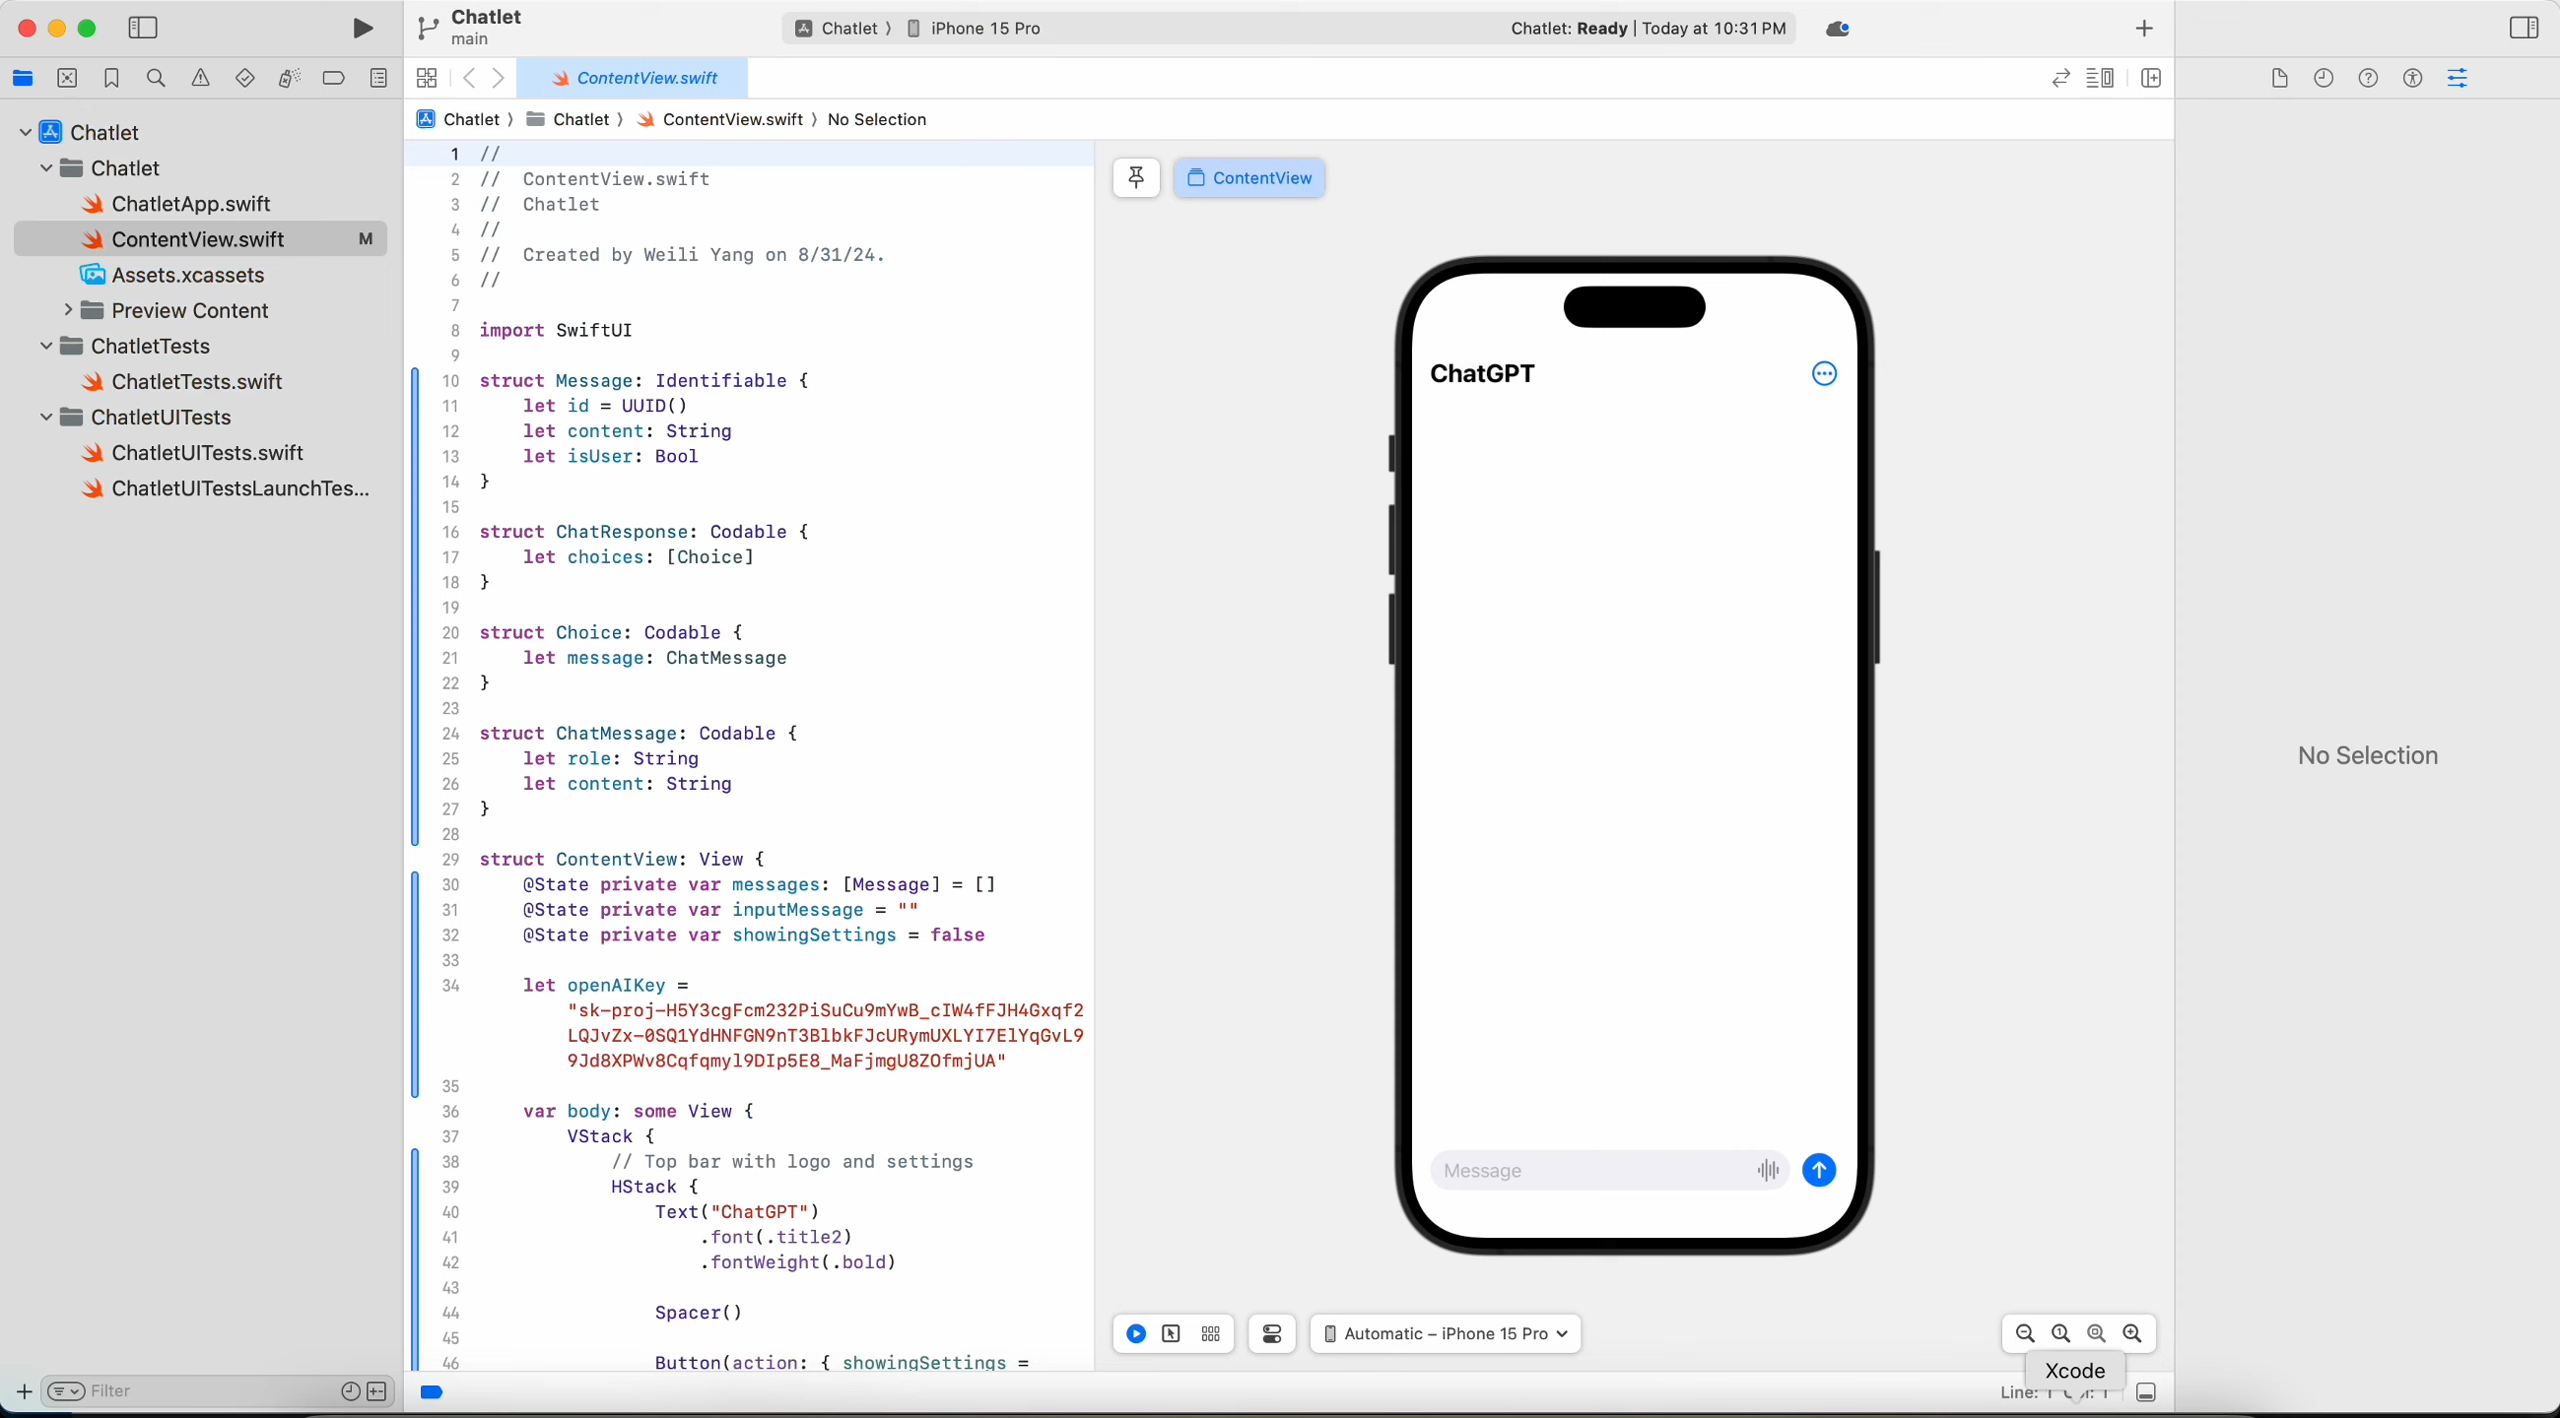 Chatlet
main
Chatlet 〉 iPhone 15 Pro
Chatlet: Ready | Today at 10:31 PM
ContentView.swift
Chatlet 〉 Chatlet 〉 ContentView.swift 〉 No Selection
Chatlet
Chatlet
ChatletApp.swift
ContentView.swift M
Assets.xcassets
Preview Content
ChatletTests
ChatletTests.swift
ChatletUITests
ChatletUITests.swift
ChatletUITestsLaunchTes...
Filter
1 //
2 //  ContentView.swift
3 //  Chatlet
4 //
5 //  Created by Weili Yang on 8/31/24.
6 //
7
8 import SwiftUI
9
10 struct Message: Identifiable {
11     let id = UUID()
12     let content: String
13     let isUser: Bool
14 }
15
16 struct ChatResponse: Codable {
17     let choices: [Choice]
18 }
19
20 struct Choice: Codable {
21     let message: ChatMessage
22 }
23
24 struct ChatMessage: Codable {
25     let role: String
26     let content: String
27 }
28
29 struct ContentView: View {
30     @State private var messages: [Message] = []
31     @State private var inputMessage = ""
32     @State private var showingSettings = false
33
34     let openAIKey =
"sk-proj-H5Y3cgFcm232PiSuCu9mYwB_cIW4fFJH4Gxqf2
LQJvZx-0SQ1YdHNFGN9nT3BlbkFJcURymUXLYI7ElYqGvL9
9Jd8XPWv8Cqfqmyl9DIp5E8_MaFjmgU8ZOfmjUA"
35
36     var body: some View {
37         VStack {
38             // Top bar with logo and settings
39             HStack {
40                 Text("ChatGPT")
41                     .font(.title2)
42                     .fontWeight(.bold)
43
44                 Spacer()
45
46                 Button(action: { showingSettings =
ContentView
ChatGPT
Message
Automatic – iPhone 15 Pro
Xcode
Line: 1
No Selection